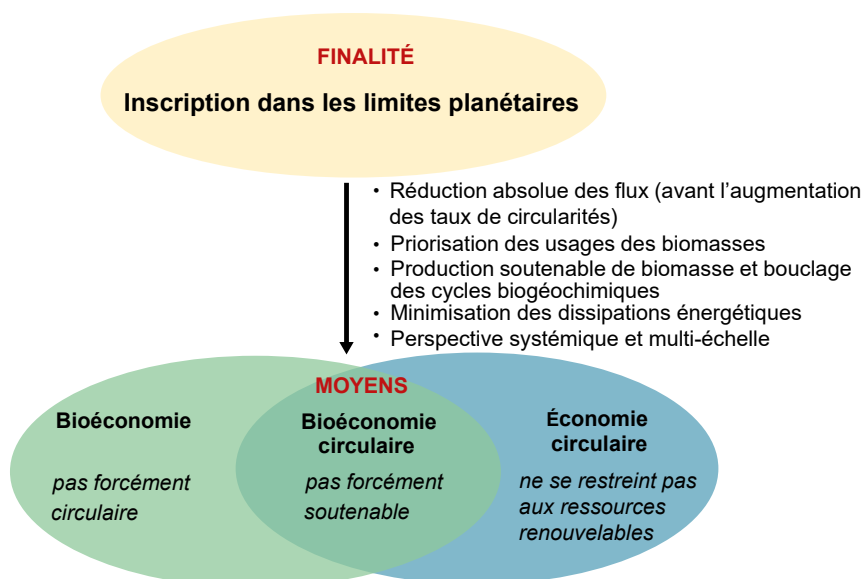 FINALITÉ
Inscription dans les limites planétaires
• Réduction absolue des flux (avant l’augmentation
des taux de circularités)
• Priorisation des usages des biomasses
• Production soutenable de biomasse et bouclage
des cycles biogéochimiques
• Minimisation des dissipations énergétiques
• Perspective systémique et multi-échelle
MOYENS
Bioéconomie
pas forcément
circulaire
Bioéconomie
circulaire
pas forcément
soutenable
Économie
circulaire
ne se restreint pas
aux ressources
renouvelables